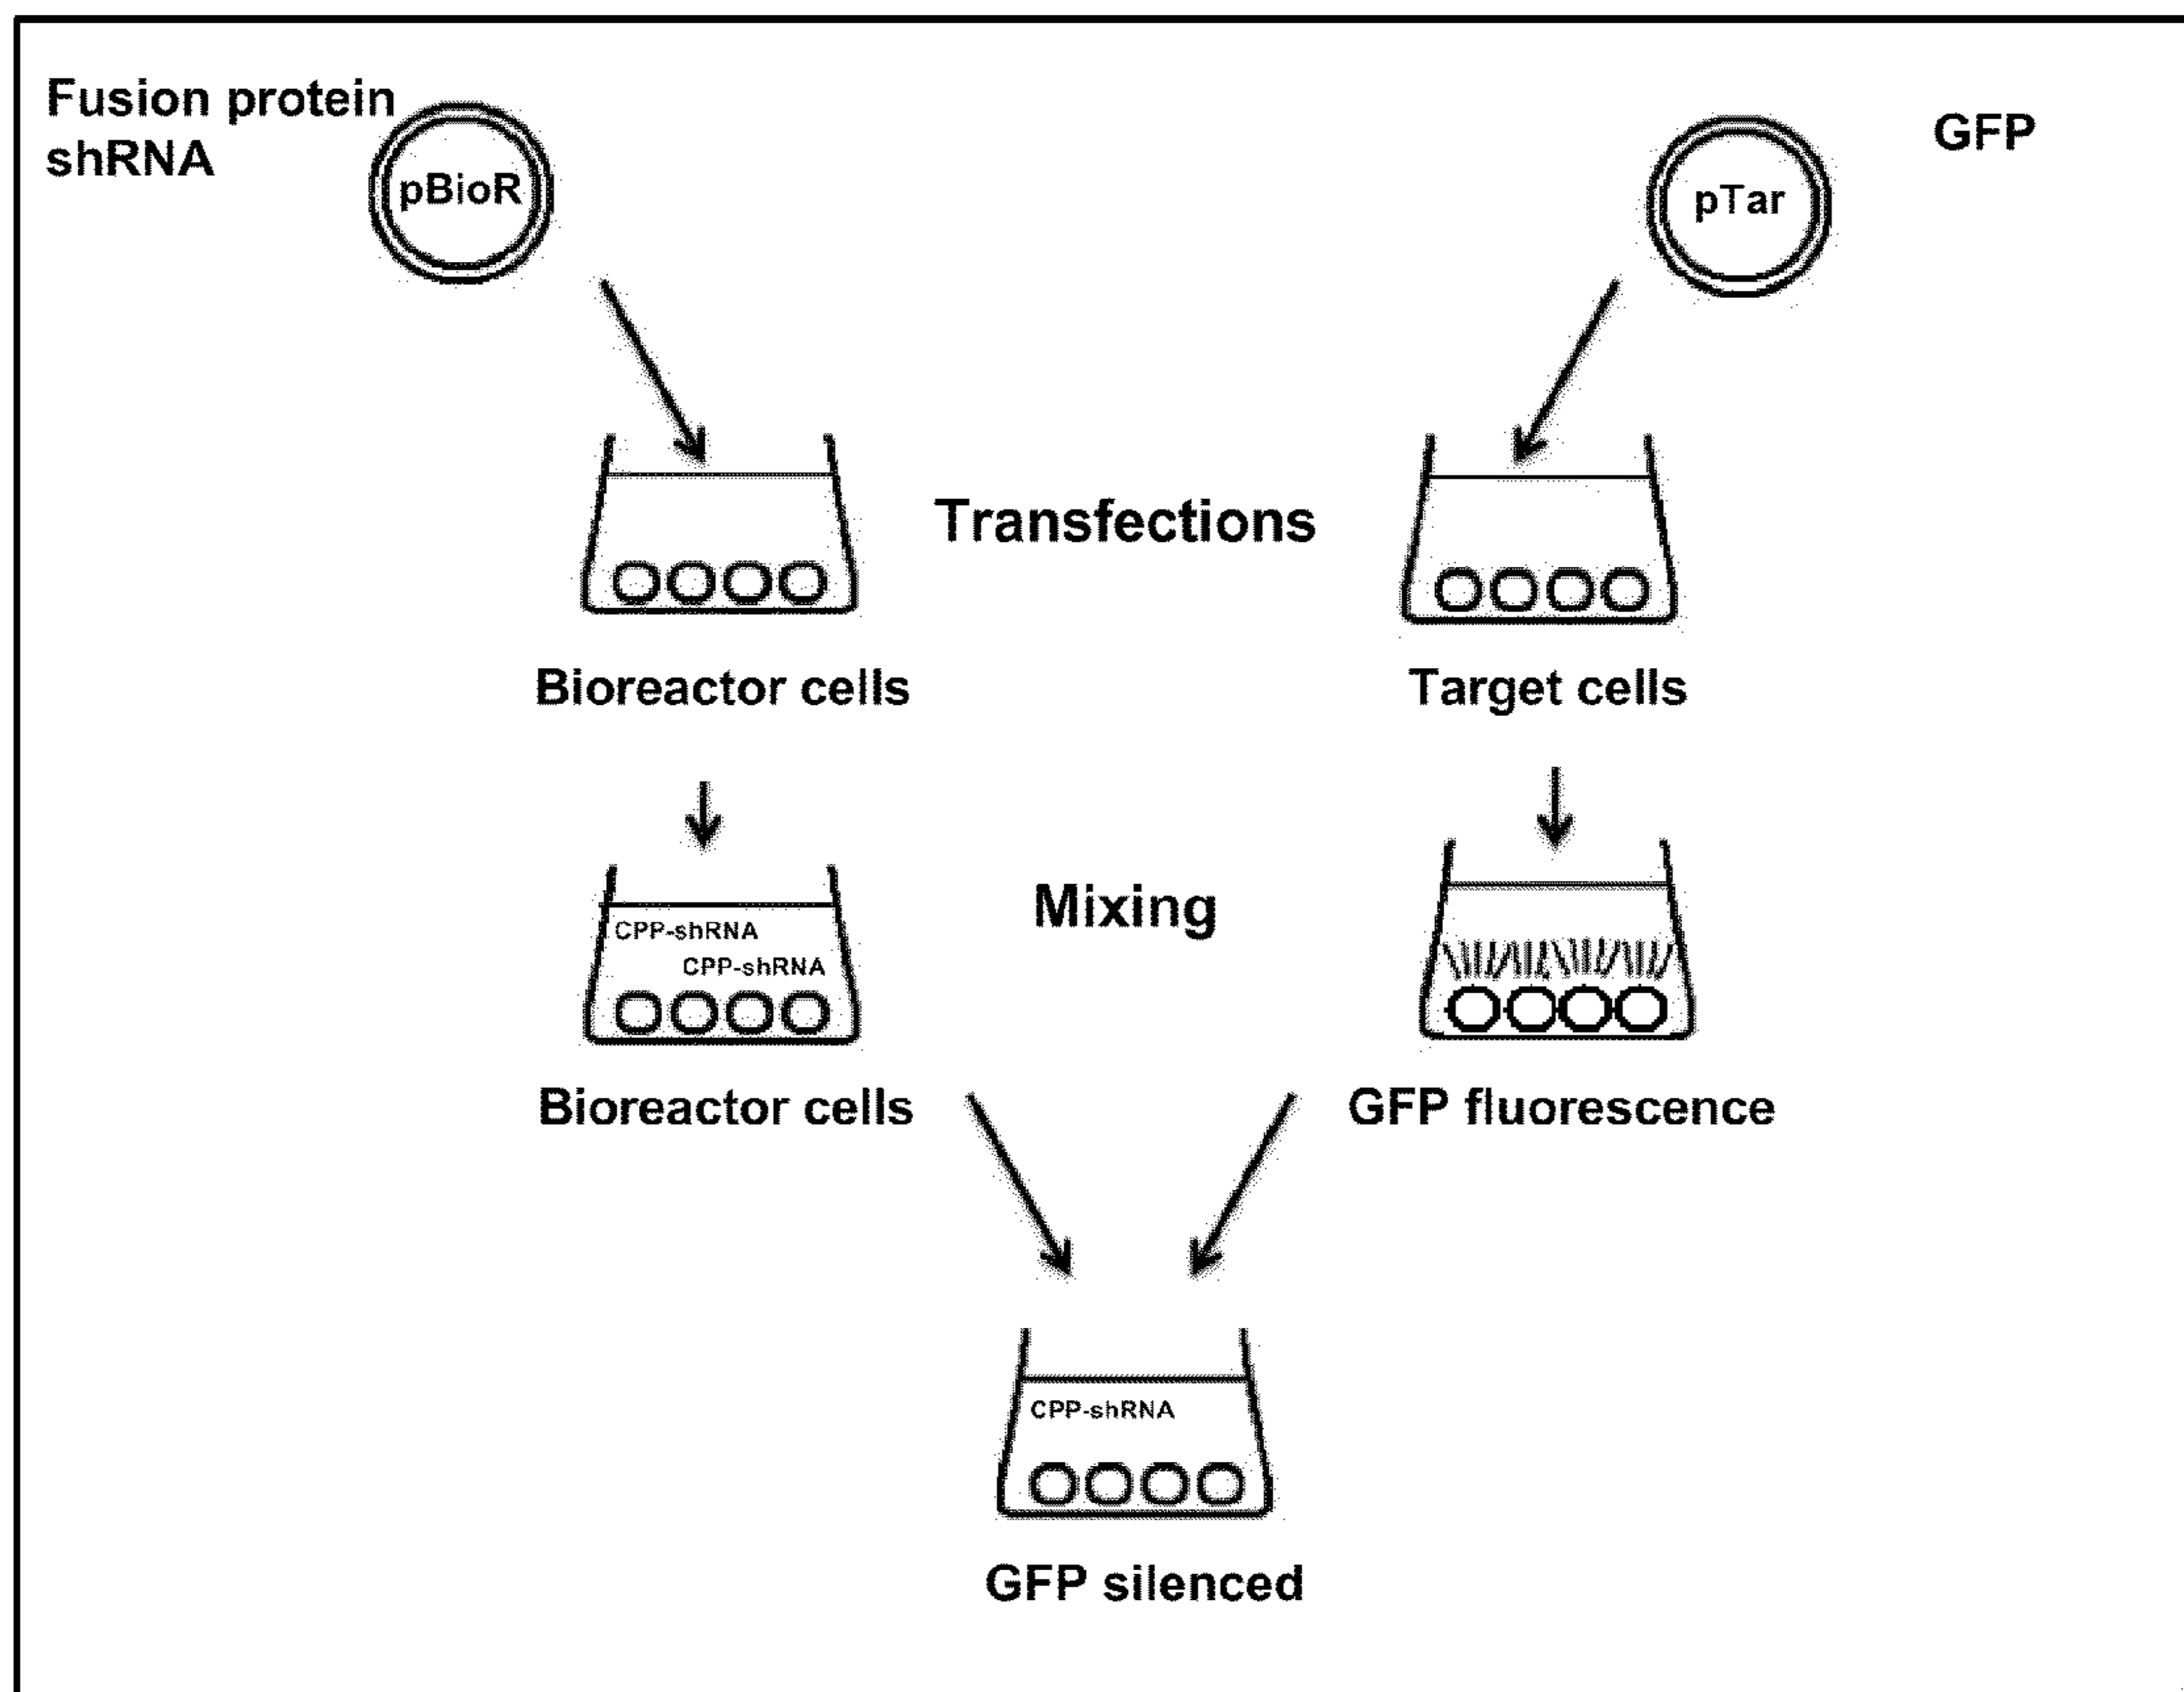 Fusion protein
shRNA
pBioR
pTar
GFP
Transfections
Bioreactor cells
Target cells
CPP-shRNA
CPP-shRNA
Mixing
Bioreactor cells
GFP fluorescence
CPP-shRNA
GFP silenced